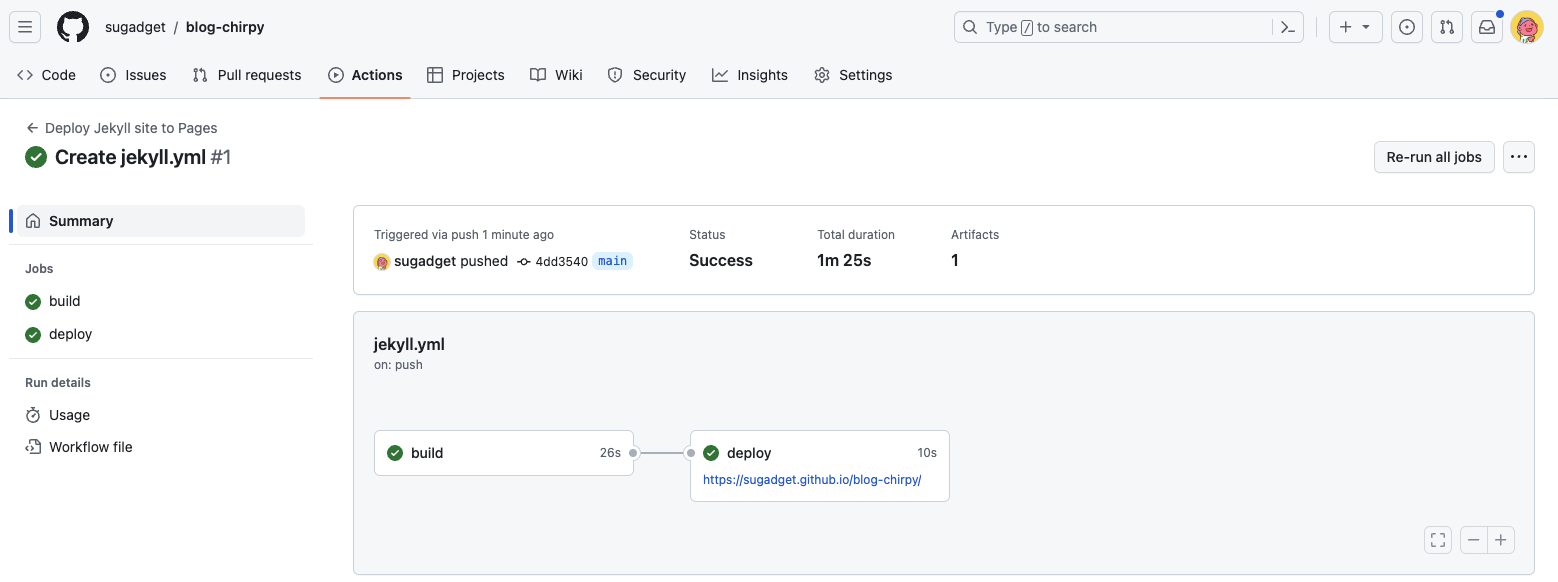 sugadget / blog-chirpy
Type / to search
Code Issues Pull requests Actions Projects Wiki Security Insights Settings
← Deploy Jekyll site to Pages
Create jekyll.yml #1
Re-run all jobs
Summary
Jobs
build
deploy
Run details
Usage
Workflow file
Triggered via push 1 minute ago
sugadget pushed 4dd3540 main
Status
Success
Total duration
1m 25s
Artifacts
1
jekyll.yml
on: push
build 26s
deploy 10s
https://sugadget.github.io/blog-chirpy/